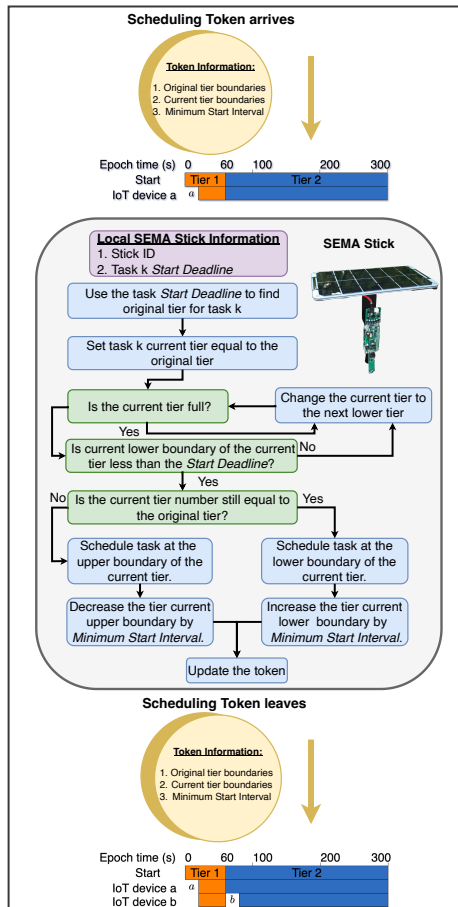 Scheduling Token arrives
Token Information:
1. Original tier boundaries
2. Current tier boundaries
3. Minimum Start Interval
Epoch time (s) 0 60 100 200 300
Start Tier 1 Tier 2
IoT device a a
Local SEMA Stick Information
1. Stick ID
2. Task k Start Deadline
SEMA Stick
Use the task Start Deadline to find
original tier for task k
Set task k current tier equal to the
original tier
Is the current tier full?
Change the current tier to
the next lower tier
Yes
Is current lower boundary of the current
tier less than the Start Deadline?
No
Yes
Is the current tier number still equal to
the original tier?
No
Yes
Schedule task at the
upper boundary of the
current tier.
Schedule task at the
lower boundary of the
current tier.
Decrease the tier current
upper boundary by
Minimum Start Interval.
Increase the tier current
lower boundary by
Minimum Start Interval.
Update the token
Scheduling Token leaves
Token Information:
1. Original tier boundaries
2. Current tier boundaries
3. Minimum Start Interval
Epoch time (s) 0 60 100 200 300
Start Tier 1 Tier 2
IoT device a a
IoT device b b